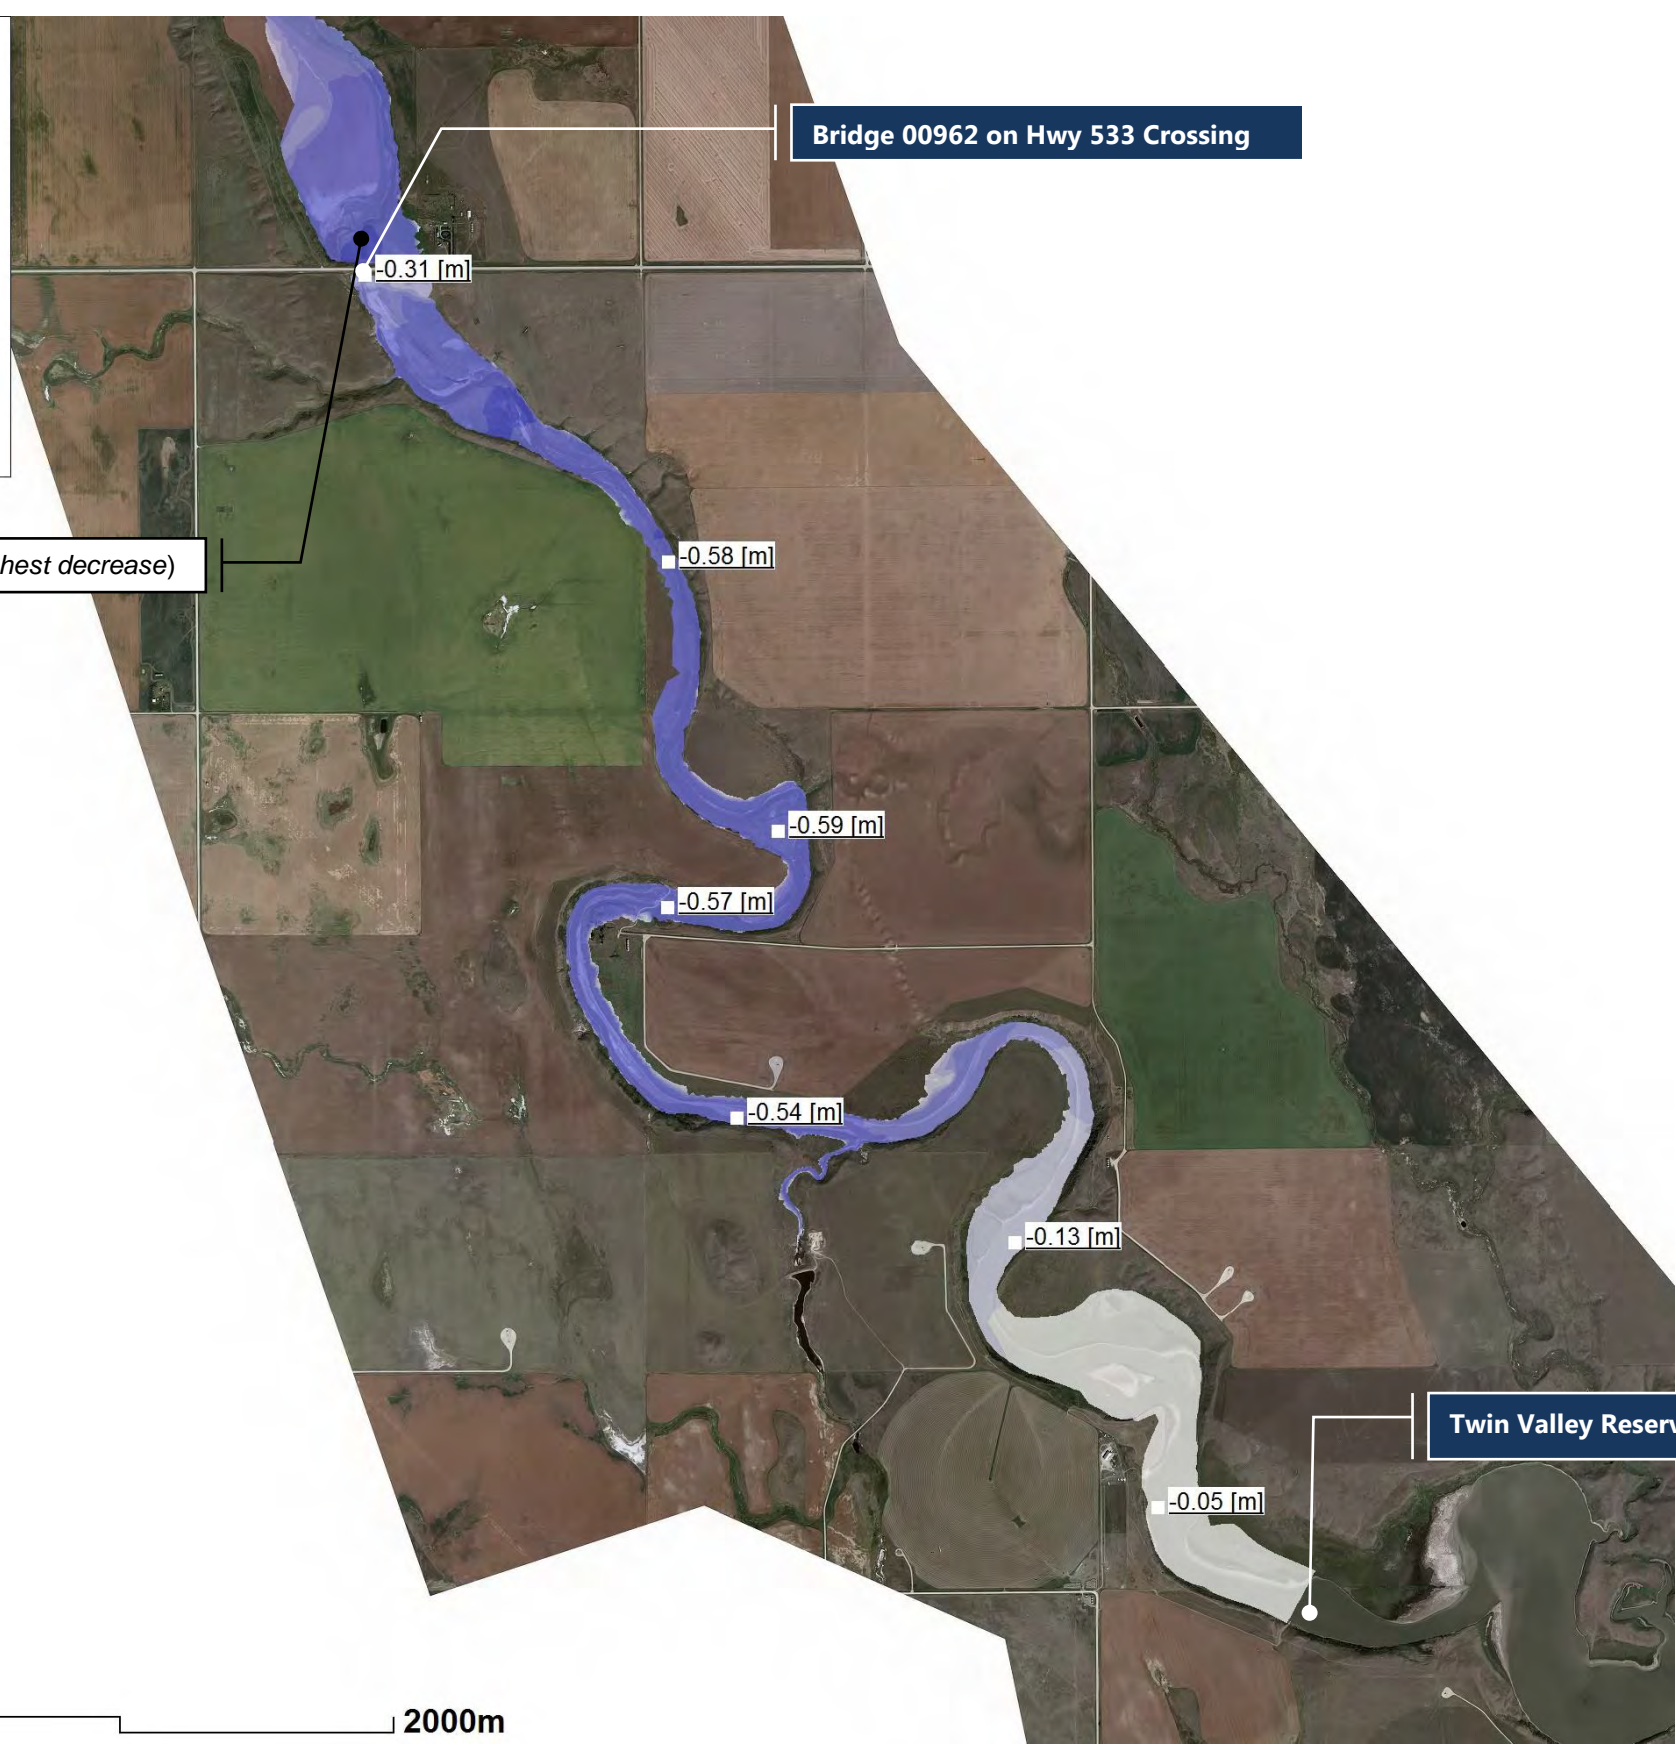 Bridge 00962 on Hwy 533 Crossing
-0.31 [m]
-0.58 [m]
hest decrease)
-0.59 [m]
-0.57 [m]
-0.54 [m]
-0.13 [m]
Twin Valley Reserv
-0.05 [m]
2000m